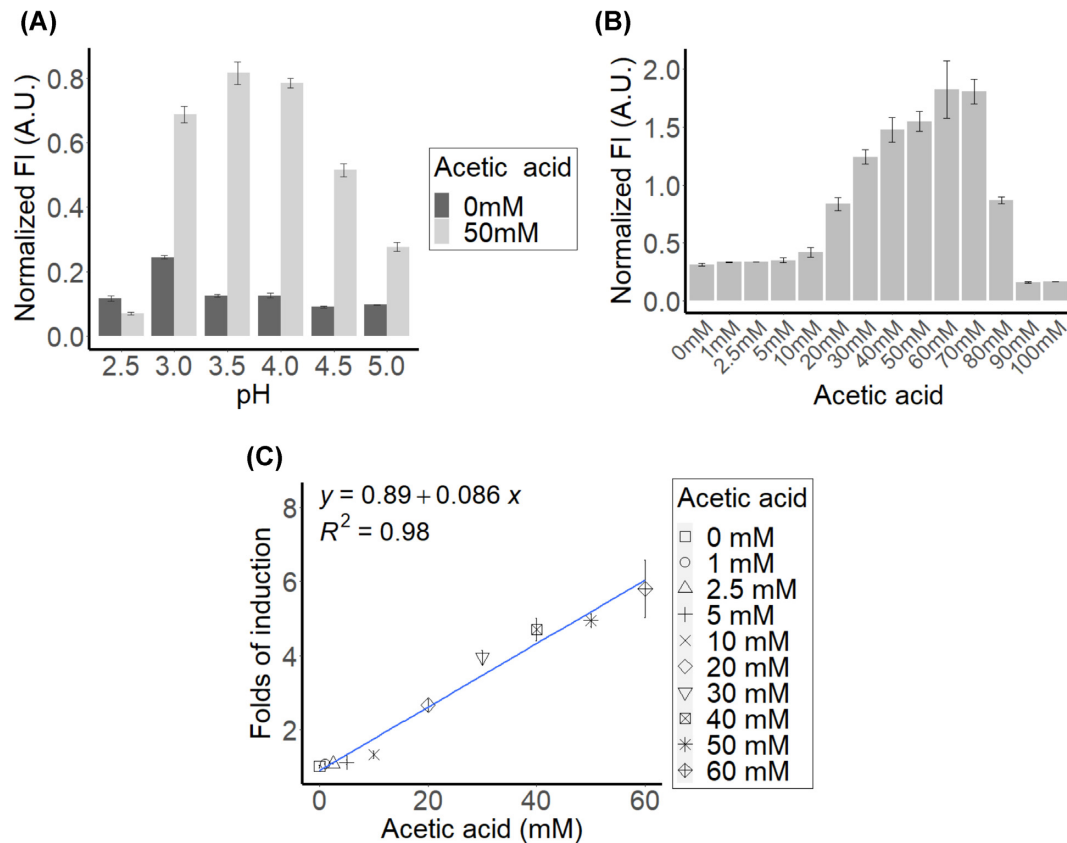 (A)
Normalized FI (A.U.)
0.8
0.6
0.4
0.2
0.0
2.5 3.0 3.5 4.0 4.5 5.0
pH
Acetic acid
0mM
50mM
(B)
Normalized FI (A.U.)
2.0
1.5
1.0
0.5
0.0
0mM 1mM 2.5mM 5mM 10mM 20mM 30mM 40mM 50mM 60mM 70mM 80mM 90mM 100mM
Acetic acid
(C)
y = 0.89 + 0.086 x
R² = 0.98
Folds of induction
8
6
4
2
0 20 40 60
Acetic acid (mM)
Acetic acid
0 mM
1 mM
2.5 mM
5 mM
10 mM
20 mM
30 mM
40 mM
50 mM
60 mM